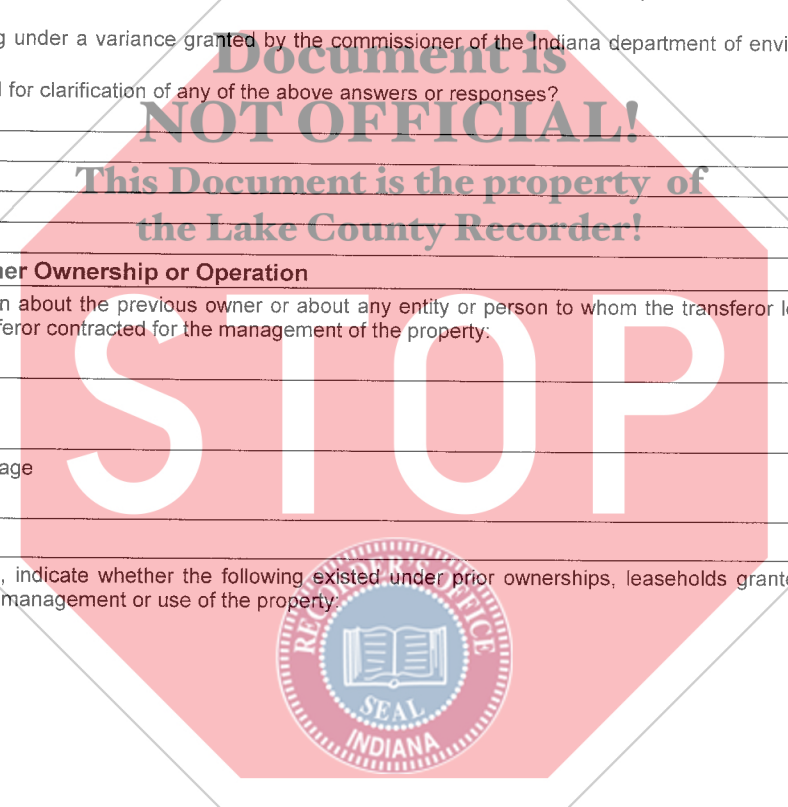 g under a variance granted by the commissioner of the Indiana department of envi
Document is
l for clarification of any of the above answers or responses?
NOT OFFICIAL!
This Document is the property of
the Lake County Recorder!
er Ownership or Operation
n about the previous owner or about any entity or person to whom the transferor l
feror contracted for the management of the property:
STOP
age
, indicate whether the following existed under prior ownerships, leaseholds grante
management or use of the property:
RECORDER'S OFFICE
SEAL
INDIANA